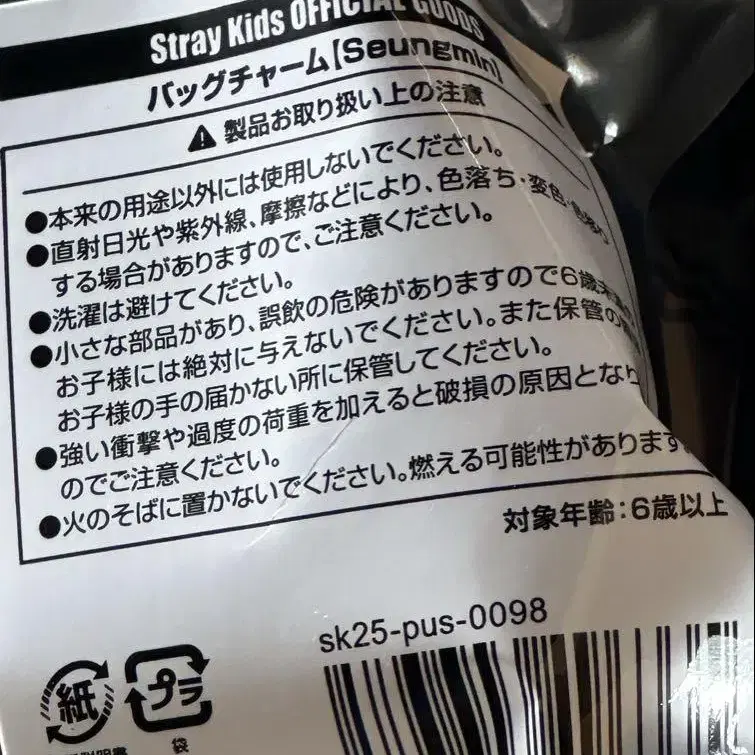 Stray Kids OFFICIAL GOODS
バッグチャーム【Seungmin】
製品お取り扱い上の注意
●本来の用途以外には使用しないでください。
●直射日光や紫外線、摩擦などにより、色落ち・変色・色移り
する場合がありますので、ご注意ください。
●洗濯は避けてください。
●小さな部品があり、誤飲の危険がありますので6歳未満
お子様には絶対に与えないでください。また保管の
お子様の手の届かない所に保管してください。
●強い衝撃や過度の荷重を加えると破損の原因となり
のでご注意ください。
●火のそばに置かないでください。燃える可能性があります
対象年齢:6歳以上
sk25-pus-0098
紙
プラ
袋